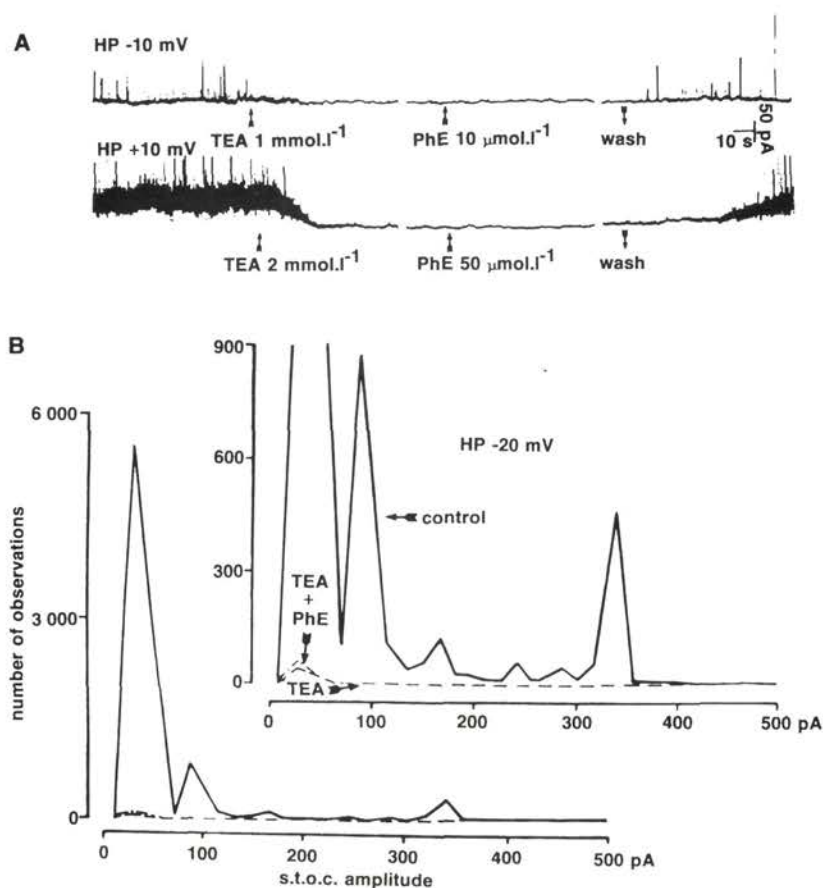 A
HP -10 mV
TEA 1 mmol.l⁻¹
PhE 10 μmol.l⁻¹
wash
50 pA
10 s
HP +10 mV
TEA 2 mmol.l⁻¹
PhE 50 μmol.l⁻¹
wash
B
900
600
300
0
HP -20 mV
control
TEA
+
PhE
TEA
0 100 200 300 400 500 pA
6 000
3 000
0
number of observations
0 100 200 300 400 500 pA
s.t.o.c. amplitude